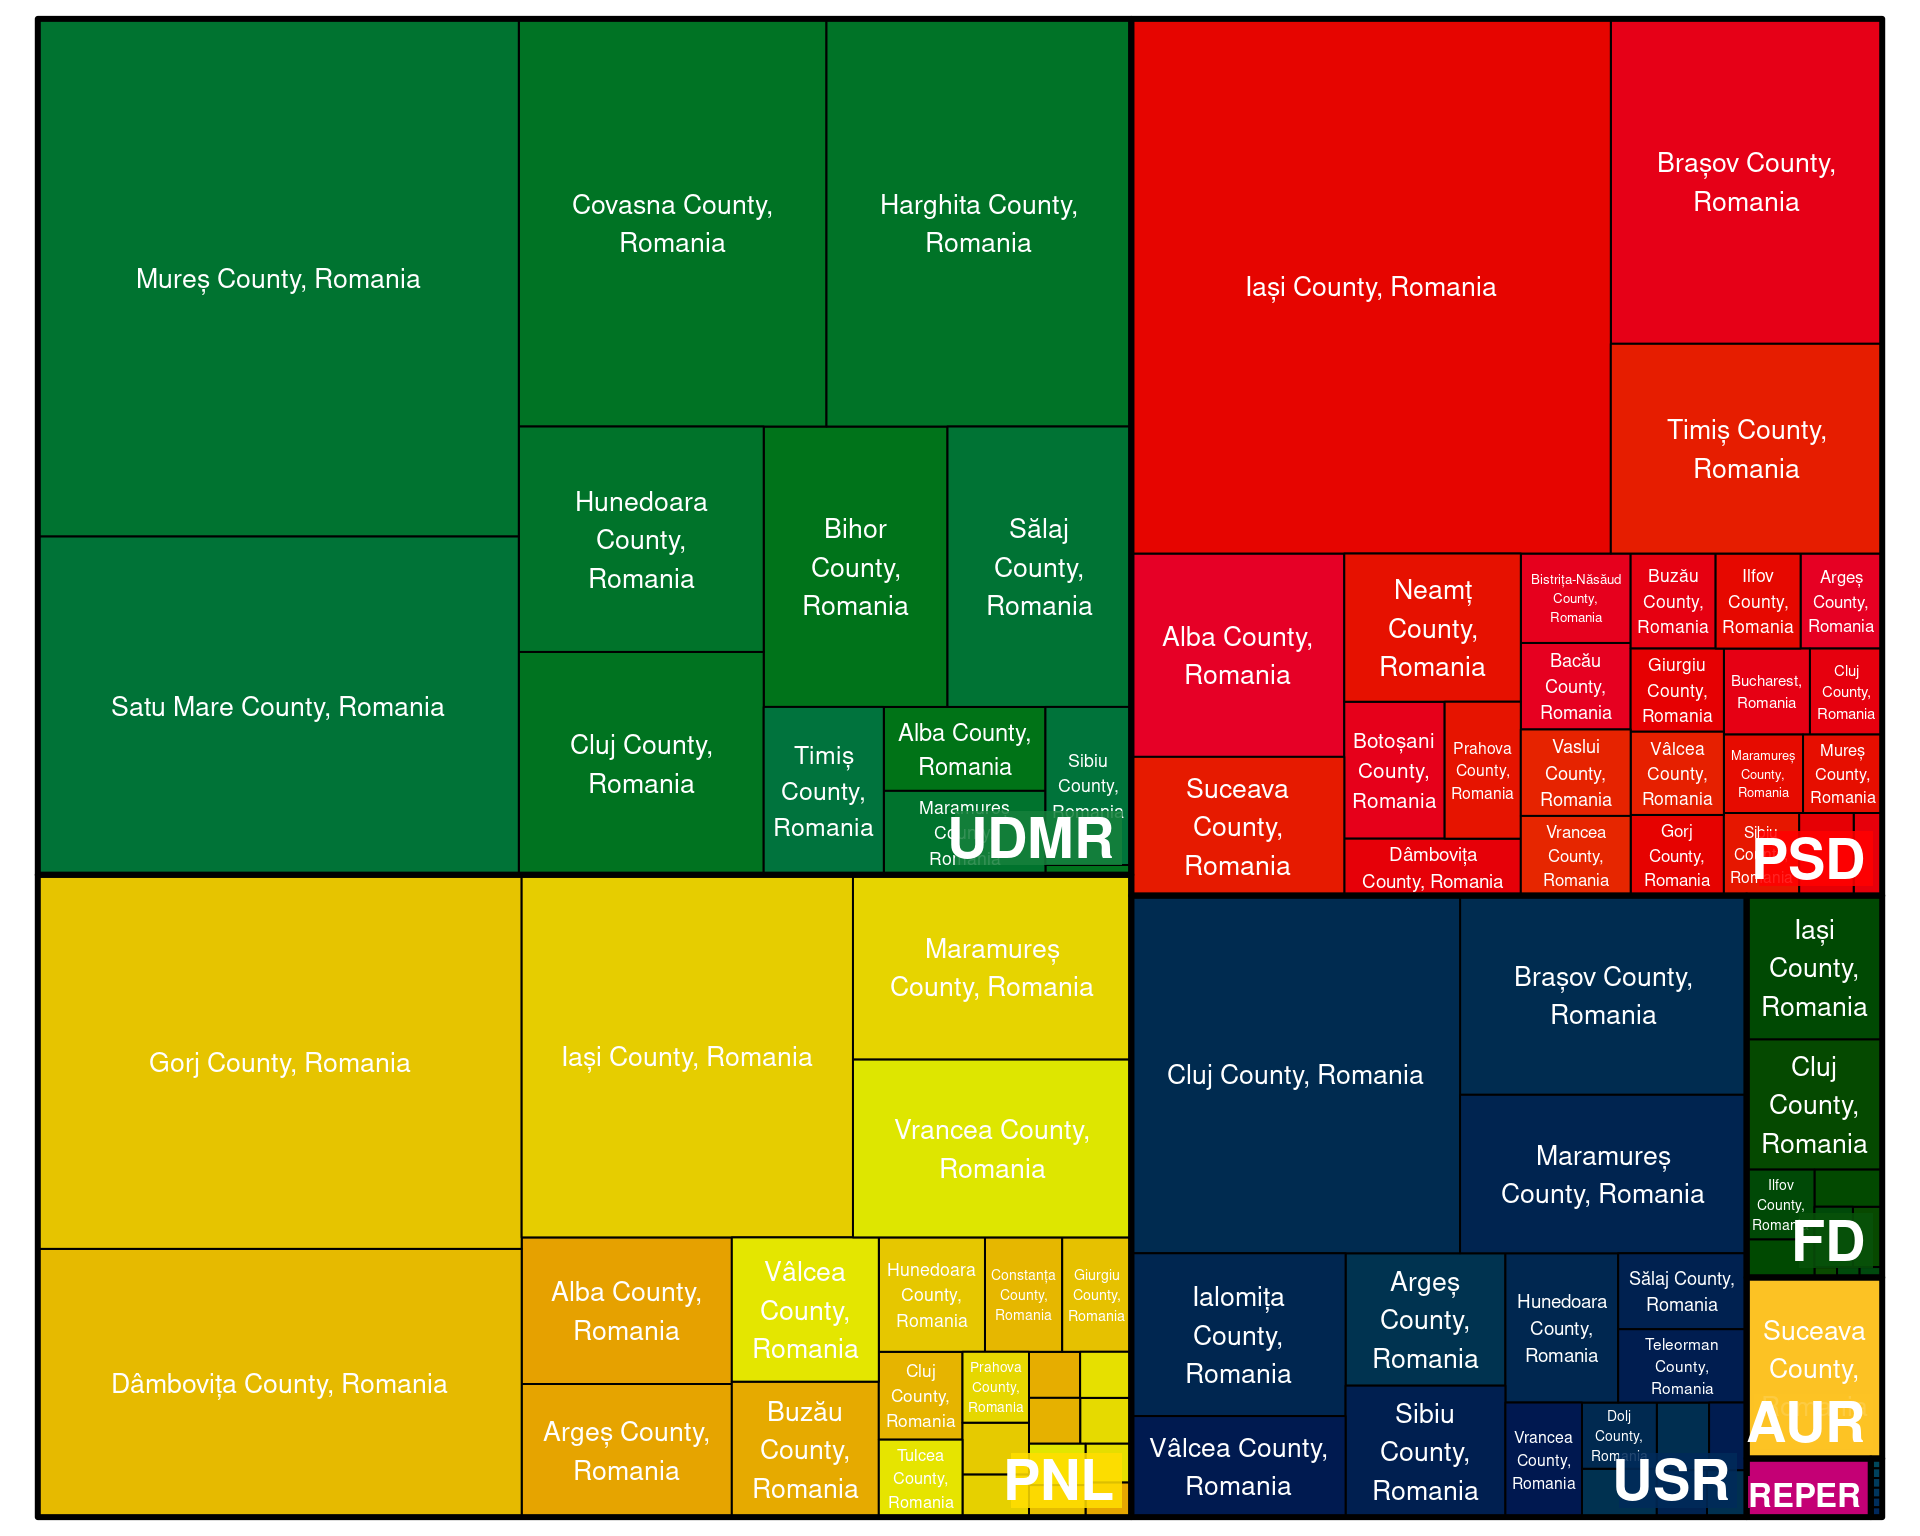 Mureș County, Romania
Covasna County,
Romania
Harghita County,
Romania
Satu Mare County, Romania
Hunedoara
County,
Romania
Bihor
County,
Romania
Sălaj
County,
Romania
Cluj County,
Romania
Timiș
County,
Romania
Alba County,
Romania
Maramureș
County,
Romania
Sibiu
County,
Romania
UDMR
Iași County, Romania
Brașov County,
Romania
Timiș County,
Romania
Alba County,
Romania
Suceava
County,
Romania
Neamț
County,
Romania
Botoșani
County,
Romania
Prahova
County,
Romania
Dâmbovița
County, Romania
Bistrița-Năsăud
County,
Romania
Bacău
County,
Romania
Vaslui
County,
Romania
Vrancea
County,
Romania
Buzău
County,
Romania
Ilfov
County,
Romania
Argeș
County,
Romania
Giurgiu
County,
Romania
Bucharest,
Romania
Cluj
County,
Romania
Vâlcea
County,
Romania
Maramureș
County,
Romania
Mureș
County,
Romania
Gorj
County,
Romania
Sibiu
County,
Romania
PSD
Gorj County, Romania
Dâmbovița County, Romania
Iași County, Romania
Maramureș
County, Romania
Vrancea County,
Romania
Alba County,
Romania
Argeș County,
Romania
Vâlcea
County,
Romania
Buzău
County,
Romania
Hunedoara
County,
Romania
Constanța
County,
Romania
Giurgiu
County,
Romania
Cluj
County,
Romania
Prahova
County,
Romania
Tulcea
County,
Romania
PNL
Cluj County, Romania
Brașov County,
Romania
Maramureș
County, Romania
Ialomița
County,
Romania
Vâlcea County,
Romania
Argeș
County,
Romania
Sibiu
County,
Romania
Hunedoara
County,
Romania
Sălaj County,
Romania
Teleorman
County,
Romania
Vrancea
County,
Romania
Dolj
County,
Romania
USR
Iași
County,
Romania
Cluj
County,
Romania
Ilfov
County,
Romania
FD
Suceava
County,
Romania
AUR
REPER